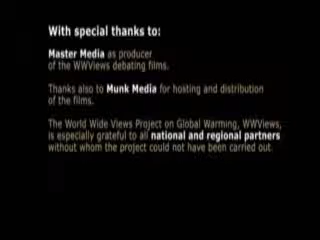 With special thanks to:
Master Media as producer
of the WWViews debating films.
Thanks also to Munk Media for hosting and distribution
of the films.
The World Wide Views Project on Global Warming, WWViews,
is especially grateful to all national and regional partners
without whom the project could not have been carried out.